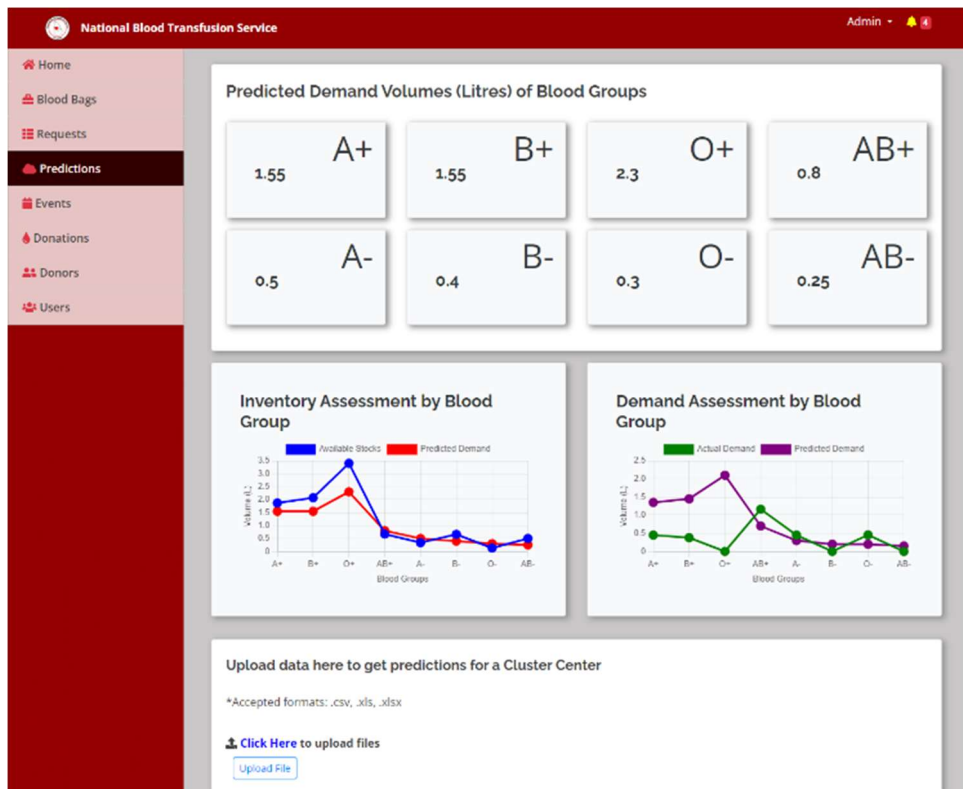 National Blood Transfusion Service
Admin
4
Home
Blood Bags
Requests
Predictions
Events
Donations
Donors
Users
Predicted Demand Volumes (Litres) of Blood Groups
A+
1.55
B+
1.55
O+
2.3
AB+
0.8
A-
0.5
B-
0.4
O-
0.3
AB-
0.25
Inventory Assessment by Blood
Group
Available Stocks Predicted Demand
3.5
3.0
2.5
2.0
1.5
1.0
0.5
0
Volume (L)
A+ B+ O+ AB+ A- B- O- AB-
Blood Groups
Demand Assessment by Blood
Group
Actual Demand Predicted Demand
2.5
2.0
1.5
1.0
0.5
0
Volume (L)
A+ B+ O+ AB+ A- B- O- AB-
Blood Groups
Upload data here to get predictions for a Cluster Center
*Accepted formats: .csv, .xls, .xlsx
Click Here to upload files
Upload File